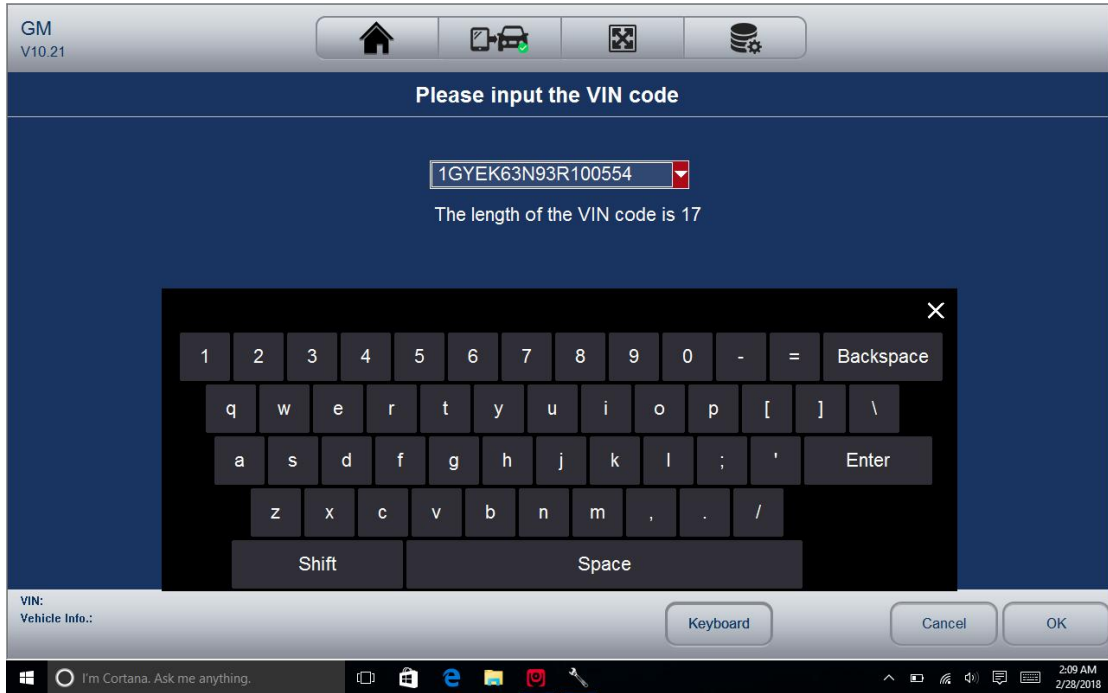 GM
V10.21
Please input the VIN code
1GYEK63N93R100554
The length of the VIN code is 17
1 2 3 4 5 6 7 8 9 0 - = Backspace
q w e r t y u i o p [ ] \
a s d f g h j k l ; ' Enter
z x c v b n m , . /
Shift Space
VIN:
Vehicle Info.:
Keyboard Cancel OK
I'm Cortana. Ask me anything.
2:09 AM
2/28/2018